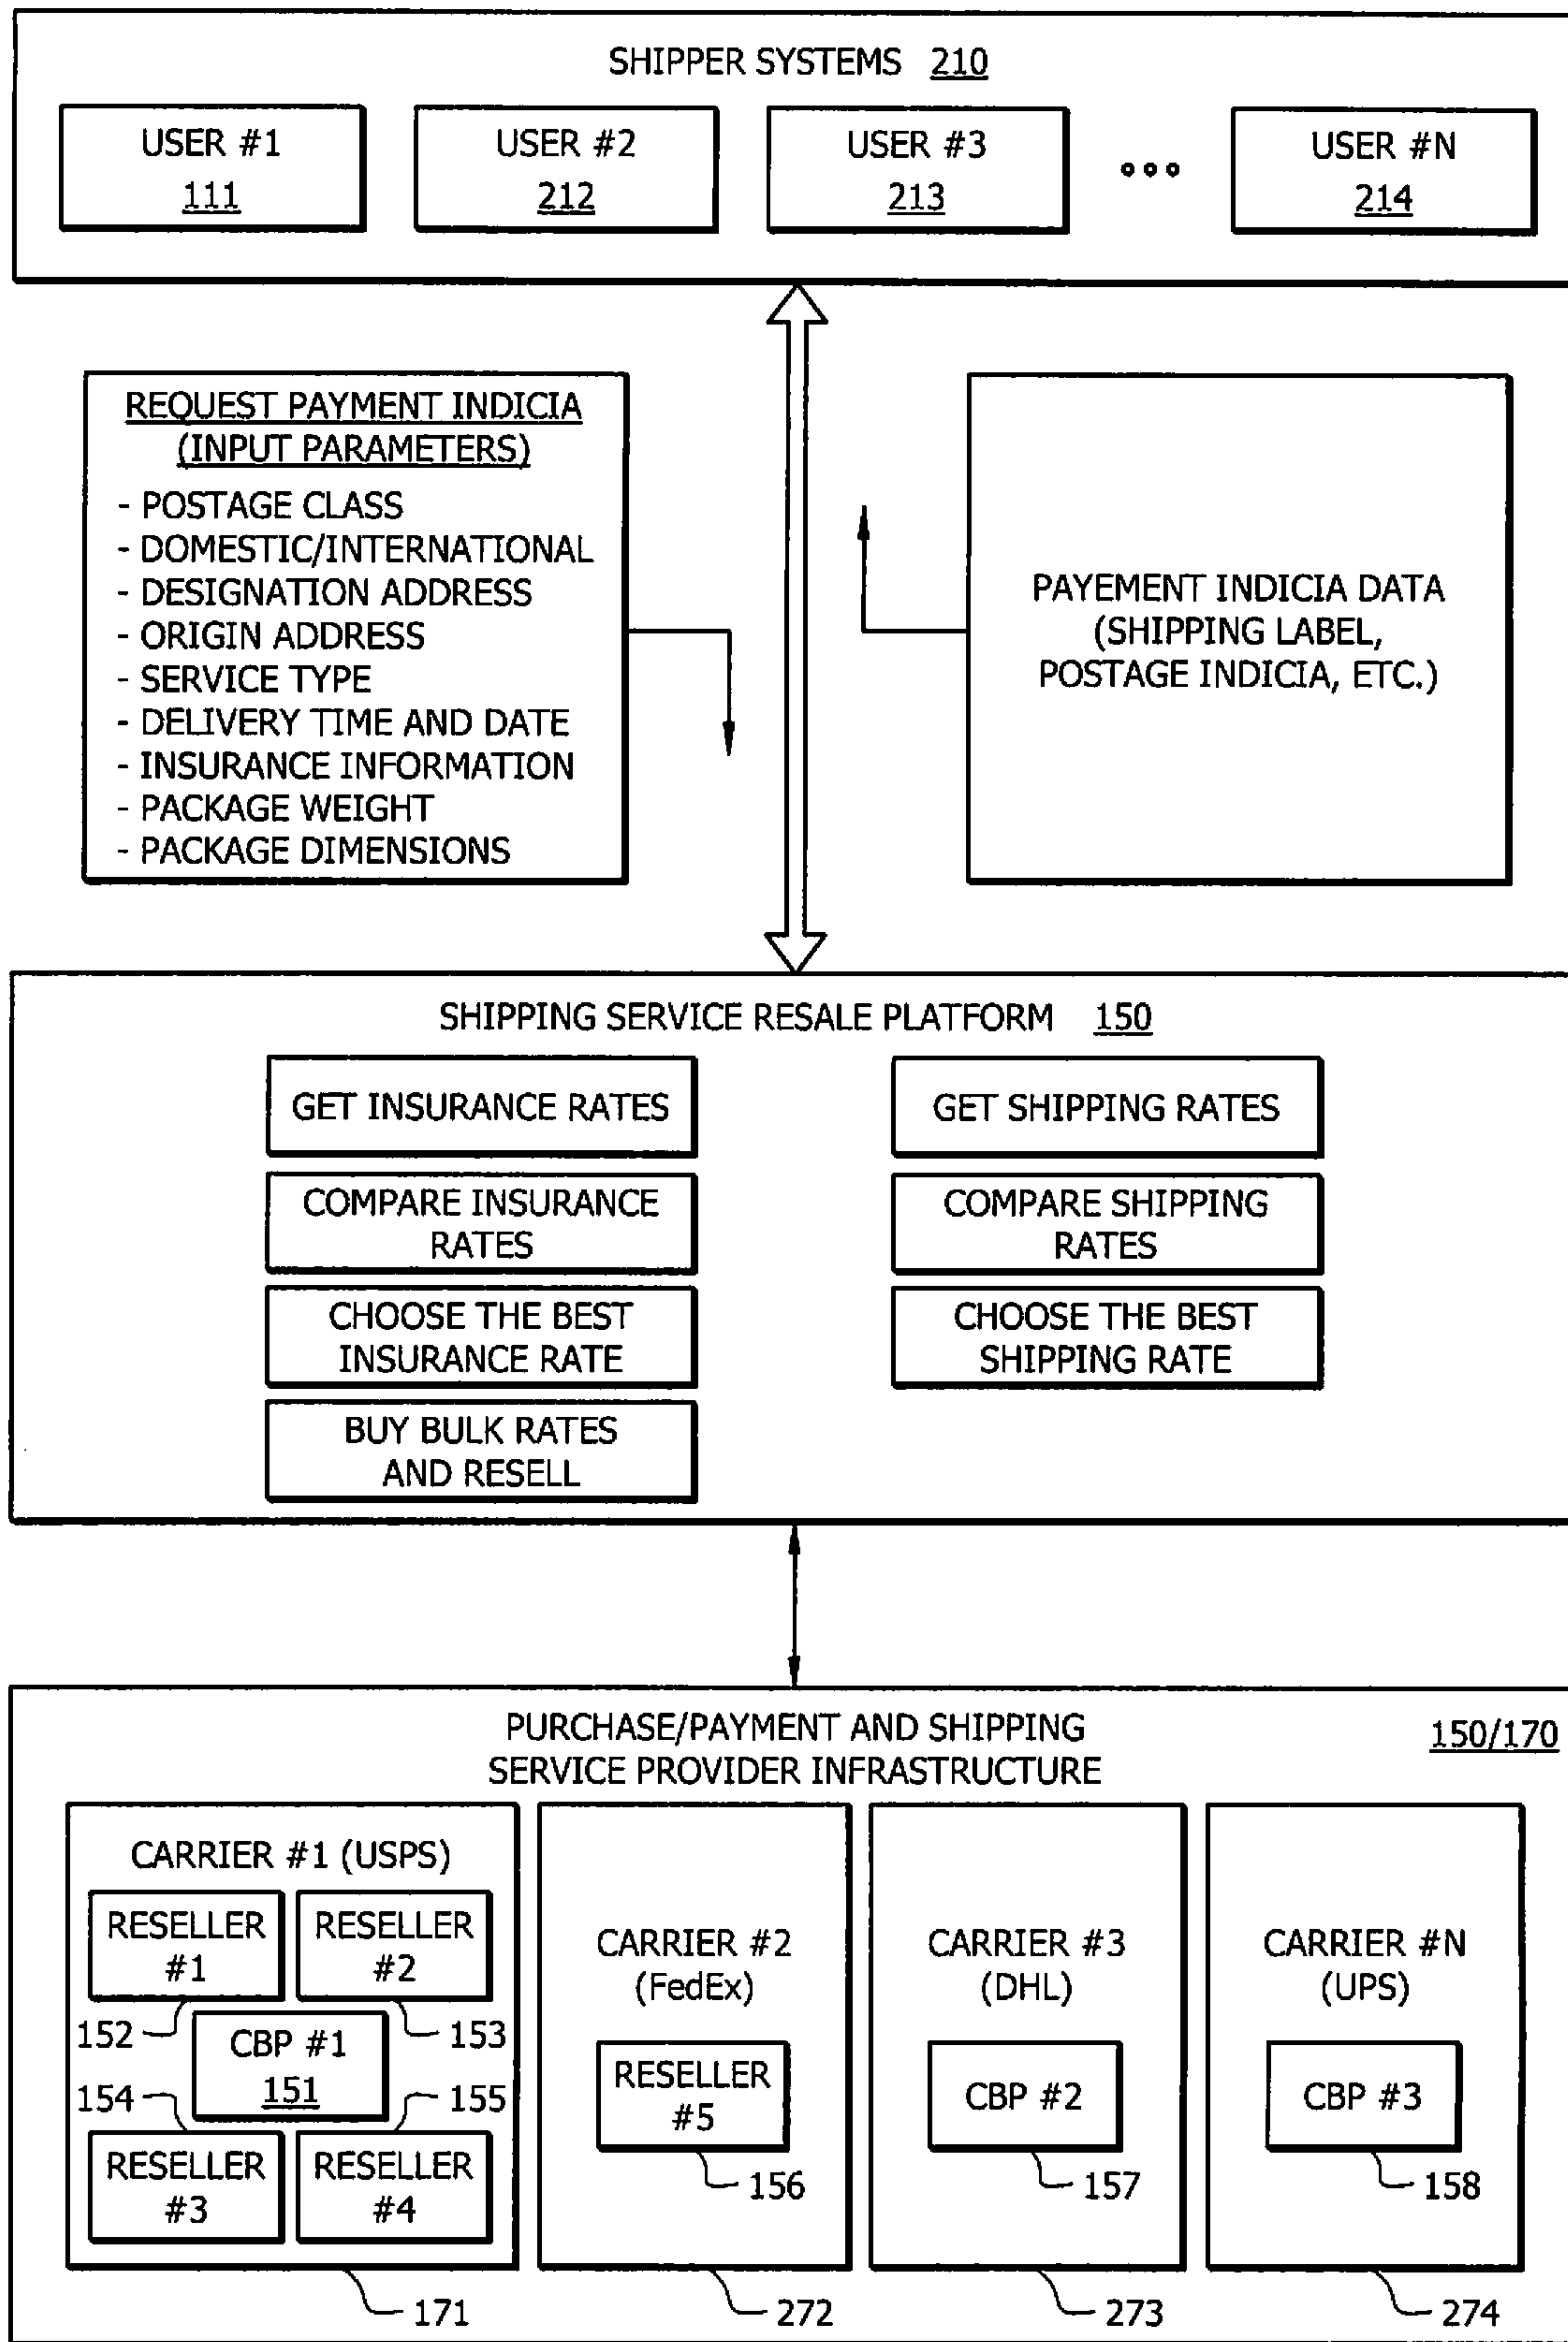 SHIPPER SYSTEMS 210
USER #1
111
USER #2
212
USER #3
213
USER #N
214
REQUEST PAYMENT INDICIA
(INPUT PARAMETERS)
- POSTAGE CLASS
- DOMESTIC/INTERNATIONAL
- DESIGNATION ADDRESS
- ORIGIN ADDRESS
- SERVICE TYPE
- DELIVERY TIME AND DATE
- INSURANCE INFORMATION
- PACKAGE WEIGHT
- PACKAGE DIMENSIONS
PAYEMENT INDICIA DATA
(SHIPPING LABEL,
POSTAGE INDICIA, ETC.)
SHIPPING SERVICE RESALE PLATFORM 150
GET INSURANCE RATES
COMPARE INSURANCE
RATES
CHOOSE THE BEST
INSURANCE RATE
BUY BULK RATES
AND RESELL
GET SHIPPING RATES
COMPARE SHIPPING
RATES
CHOOSE THE BEST
SHIPPING RATE
PURCHASE/PAYMENT AND SHIPPING
SERVICE PROVIDER INFRASTRUCTURE
150/170
CARRIER #1 (USPS)
RESELLER
#1
RESELLER
#2
152
153
CBP #1
151
154
155
RESELLER
#3
RESELLER
#4
171
CARRIER #2
(FedEx)
RESELLER
#5
156
272
CARRIER #3
(DHL)
CBP #2
157
273
CARRIER #N
(UPS)
CBP #3
158
274